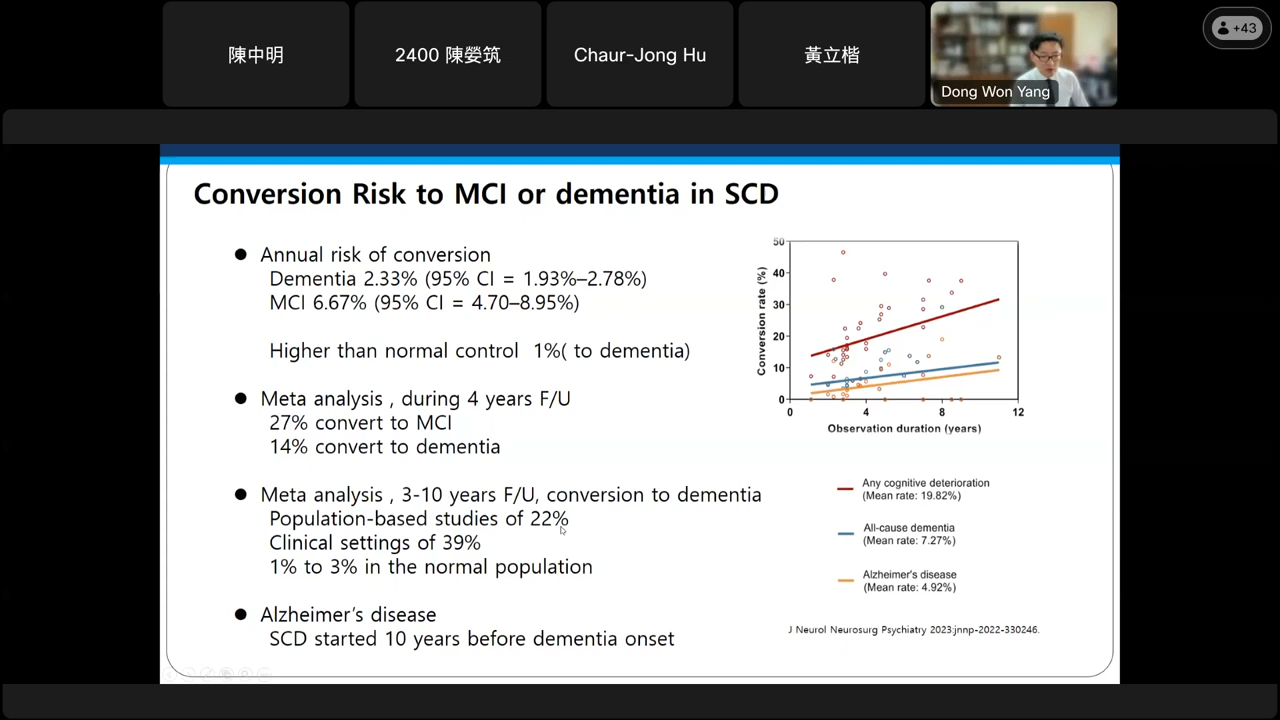 陳中明
2400 陳嫈筑
Chaur-Jong Hu
黃立楷
Dong Won Yang
+43
Conversion Risk to MCI or dementia in SCD
● Annual risk of conversion
Dementia 2.33% (95% CI = 1.93%–2.78%)
MCI 6.67% (95% CI = 4.70–8.95%)
Higher than normal control 1%( to dementia)
● Meta analysis , during 4 years F/U
27% convert to MCI
14% convert to dementia
● Meta analysis , 3-10 years F/U, conversion to dementia
Population-based studies of 22%
Clinical settings of 39%
1% to 3% in the normal population
● Alzheimer's disease
SCD started 10 years before dementia onset
Conversion rate (%)
50
40
30
20
10
0
0 4 8 12
Observation duration (years)
Any cognitive deterioration
(Mean rate: 19.82%)
All-cause dementia
(Mean rate: 7.27%)
Alzheimer's disease
(Mean rate: 4.92%)
J Neurol Neurosurg Psychiatry 2023:jnnp-2022-330246.